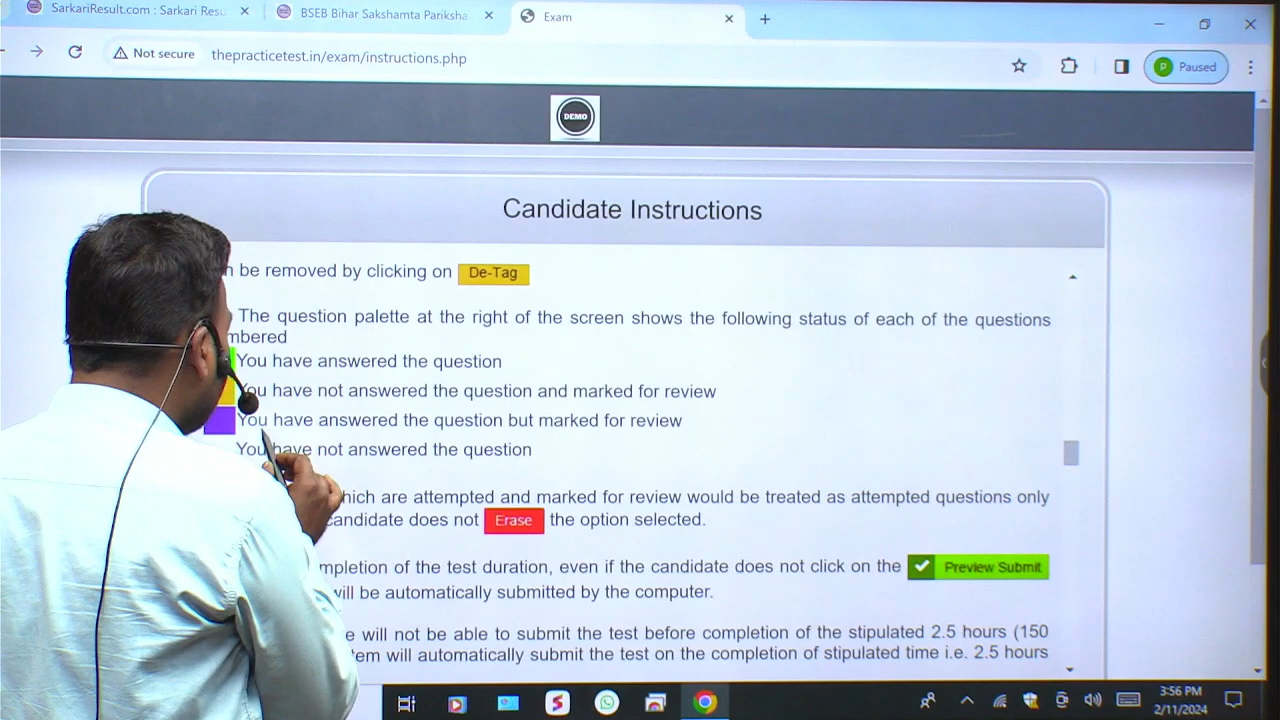 SarkariResult.com : Sarkari Resu
BSEB Bihar Sakshamta Pariksha
Exam
Not secure
thepracticetest.in/exam/instructions.php
P
Paused
DEMO
Candidate Instructions
be removed by clicking on De-Tag
The question palette at the right of the screen shows the following status of each of the questions
mbered
You have answered the question
You have not answered the question and marked for review
You have answered the question but marked for review
You have not answered the question
hich are attempted and marked for review would be treated as attempted questions only
candidate does not Erase the option selected.
mpletion of the test duration, even if the candidate does not click on the Preview Submit
will be automatically submitted by the computer.
e will not be able to submit the test before completion of the stipulated 2.5 hours (150
tem will automatically submit the test on the completion of stipulated time i.e. 2.5 hours
3:56 PM
2/11/2024